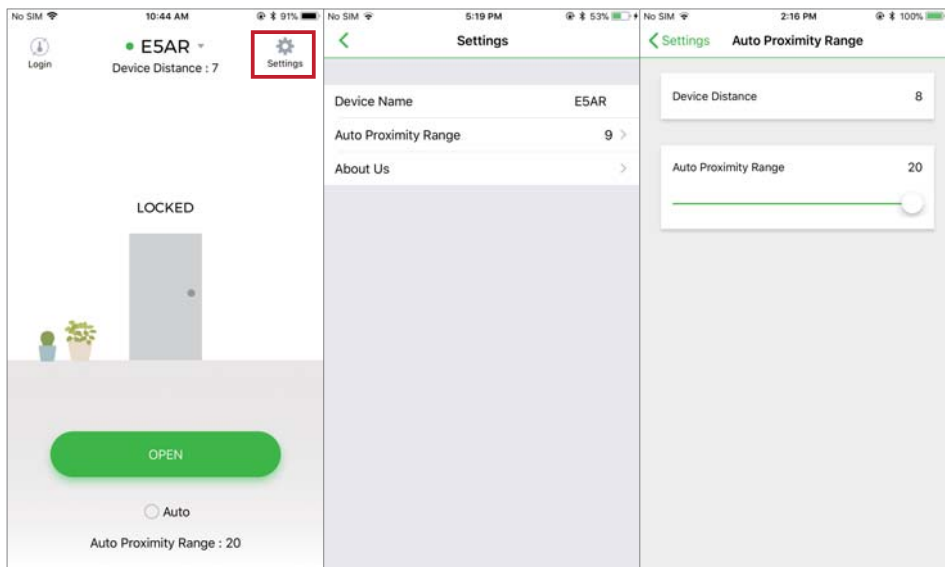 No SIM 10:44 AM 91%
Login
E5AR
Device Distance : 7
Settings
LOCKED
OPEN
Auto
Auto Proximity Range : 20
No SIM 5:19 PM 53%
Settings
Device Name E5AR
Auto Proximity Range 9
About Us
No SIM 2:16 PM 100%
Settings Auto Proximity Range
Device Distance 8
Auto Proximity Range 20